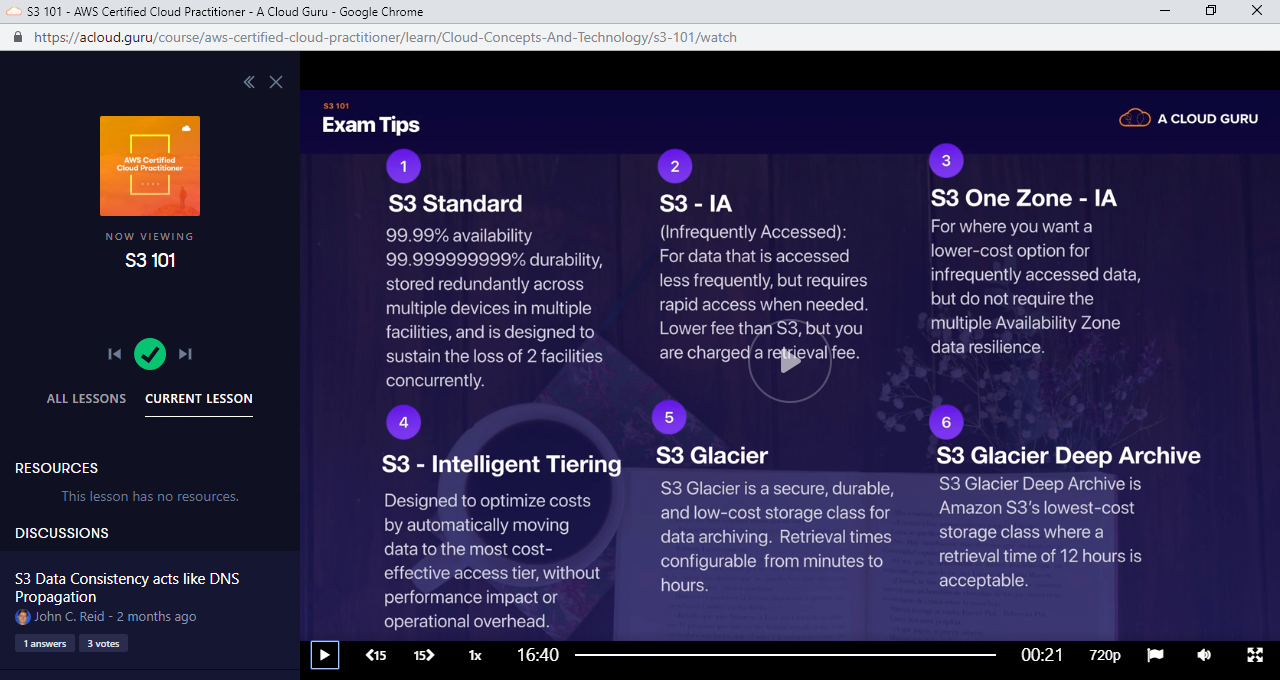 S3 101 - AWS Certified Cloud Practitioner - A Cloud Guru - Google Chrome
https://acloud.guru/course/aws-certified-cloud-practitioner/learn/Cloud-Concepts-And-Technology/s3-101/watch
AWS Certified
Cloud Practitioner
NOW VIEWING
S3 101
ALL LESSONS
CURRENT LESSON
RESOURCES
This lesson has no resources.
DISCUSSIONS
S3 Data Consistency acts like DNS
Propagation
John C. Reid - 2 months ago
1 answers
3 votes
S3 101
Exam Tips
A CLOUD GURU
1
S3 Standard
99.99% availability
99.999999999% durability,
stored redundantly across
multiple devices in multiple
facilities, and is designed to
sustain the loss of 2 facilities
concurrently.
2
S3 - IA
(Infrequently Accessed):
For data that is accessed
less frequently, but requires
rapid access when needed.
Lower fee than S3, but you
are charged a retrieval fee.
3
S3 One Zone - IA
For where you want a
lower-cost option for
infrequently accessed data,
but do not require the
multiple Availability Zone
data resilience.
4
S3 - Intelligent Tiering
Designed to optimize costs
by automatically moving
data to the most cost-
effective access tier, without
performance impact or
operational overhead.
5
S3 Glacier
S3 Glacier is a secure, durable,
and low-cost storage class for
data archiving. Retrieval times
configurable from minutes to
hours.
6
S3 Glacier Deep Archive
S3 Glacier Deep Archive is
Amazon S3's lowest-cost
storage class where a
retrieval time of 12 hours is
acceptable.
15
15
1x
16:40
00:21
720p